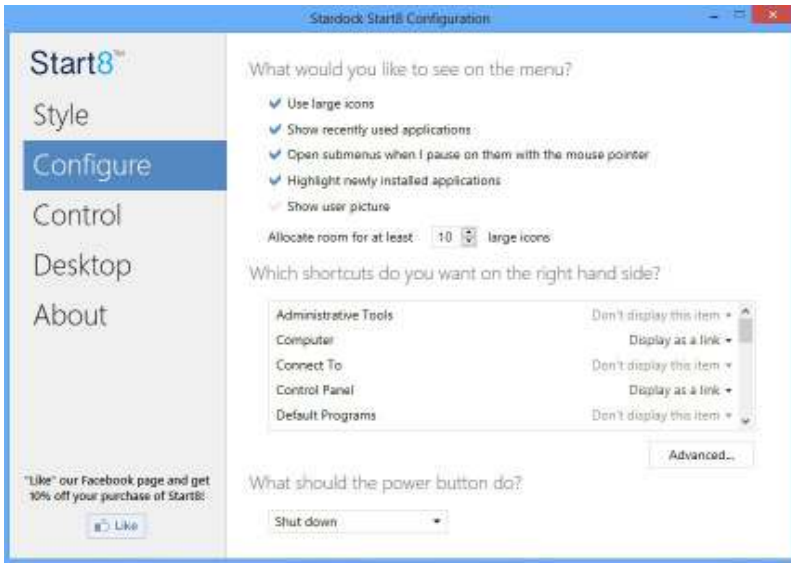 Stardock Start8 Configuration
Start8™
Style
Configure
Control
Desktop
About
"Like" our Facebook page and get
10% off your purchase of Start8!
Like
What would you like to see on the menu?
Use large icons
Show recently used applications
Open submenus when I pause on them with the mouse pointer
Highlight newly installed applications
Show user picture
Allocate room for at least 10 large icons
Which shortcuts do you want on the right hand side?
Administrative Tools Don't display this item
Computer Display as a link
Connect To Don't display this item
Control Panel Display as a link
Default Programs Don't display this item
Advanced...
What should the power button do?
Shut down